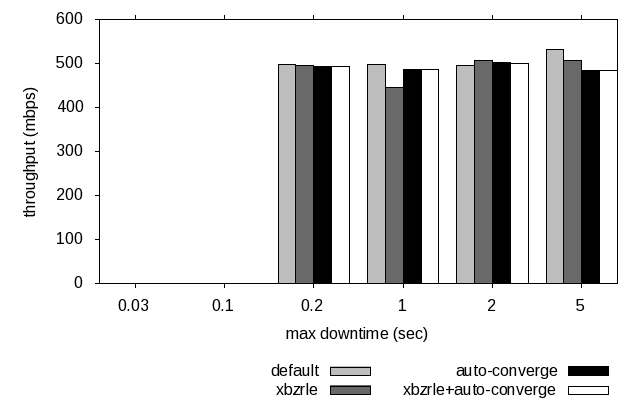 600
500
400
300
200
100
0
throughput (mbps)
0.03 0.1 0.2 1 2 5
max downtime (sec)
default auto-converge
xbzrle xbzrle+auto-converge